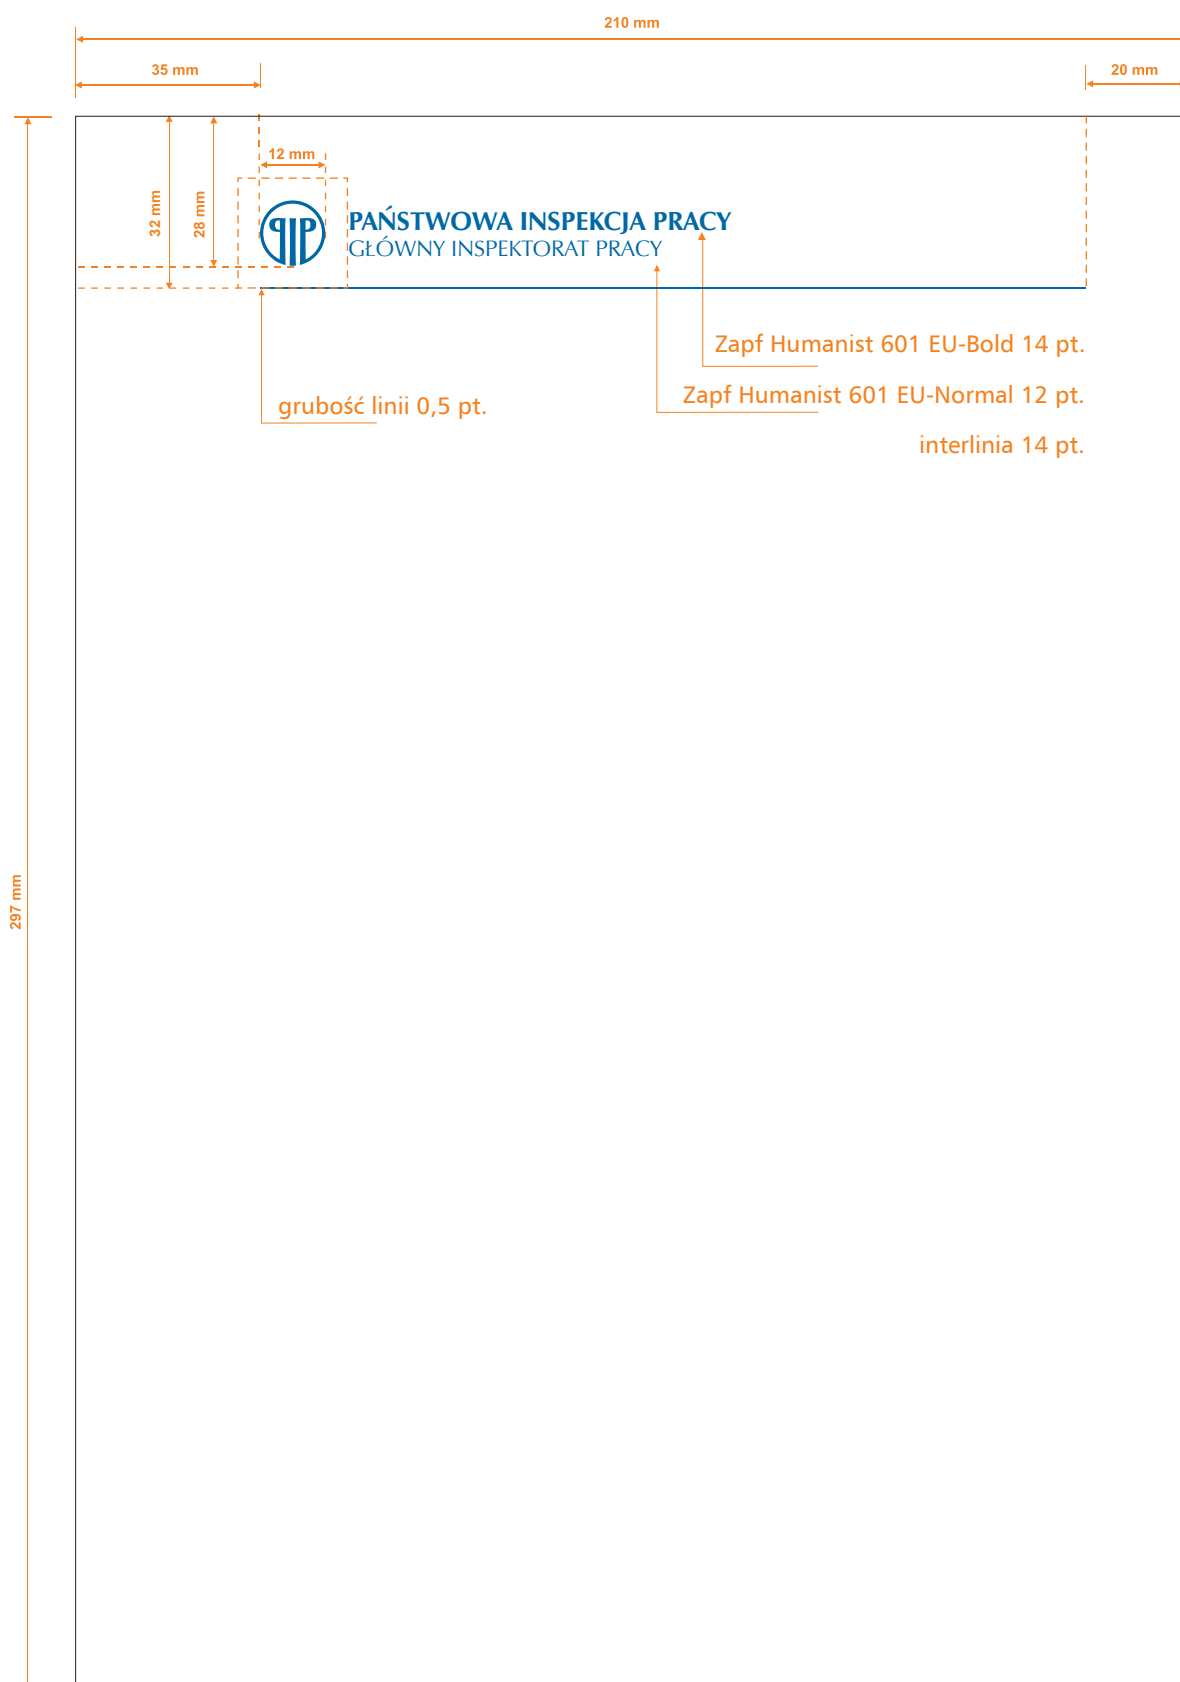 210 mm
35 mm
20 mm
12 mm
32 mm
28 mm
PIP
PAŃSTWOWA INSPEKCJA PRACY
GŁÓWNY INSPEKTORAT PRACY
Zapf Humanist 601 EU-Bold 14 pt.
Zapf Humanist 601 EU-Normal 12 pt.
grubość linii 0,5 pt.
interlinia 14 pt.
297 mm